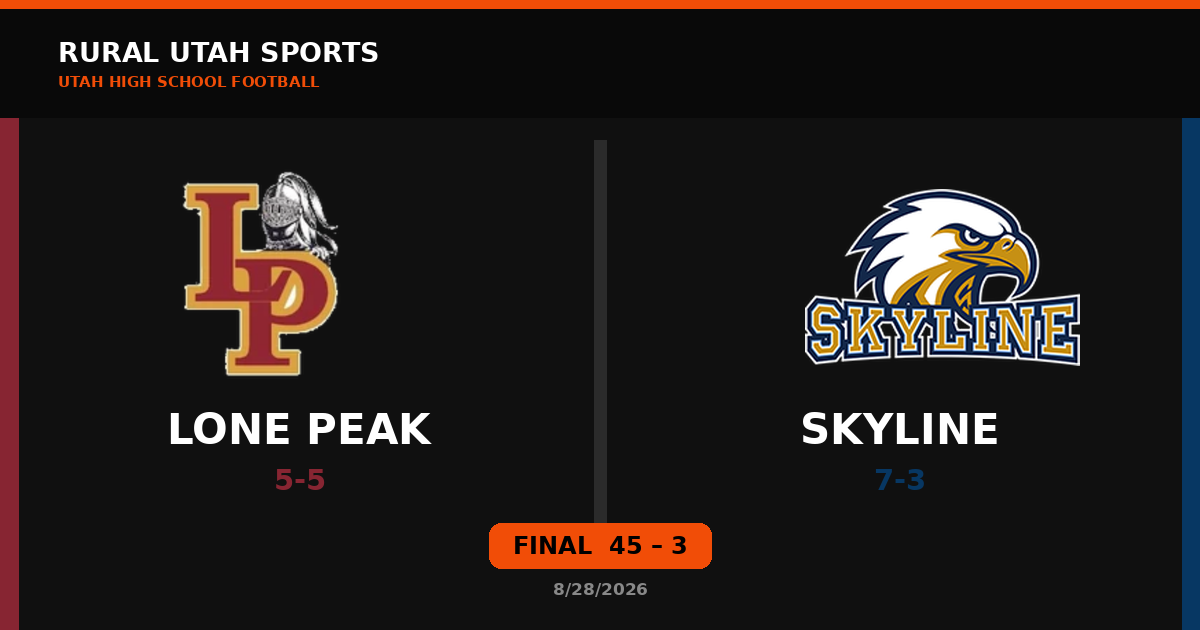 RURAL UTAH SPORTS
UTAH HIGH SCHOOL FOOTBALL
LP
SKYLINE
LONE PEAK
SKYLINE
5-5
7-3
FINAL 45 – 3
8/28/2026